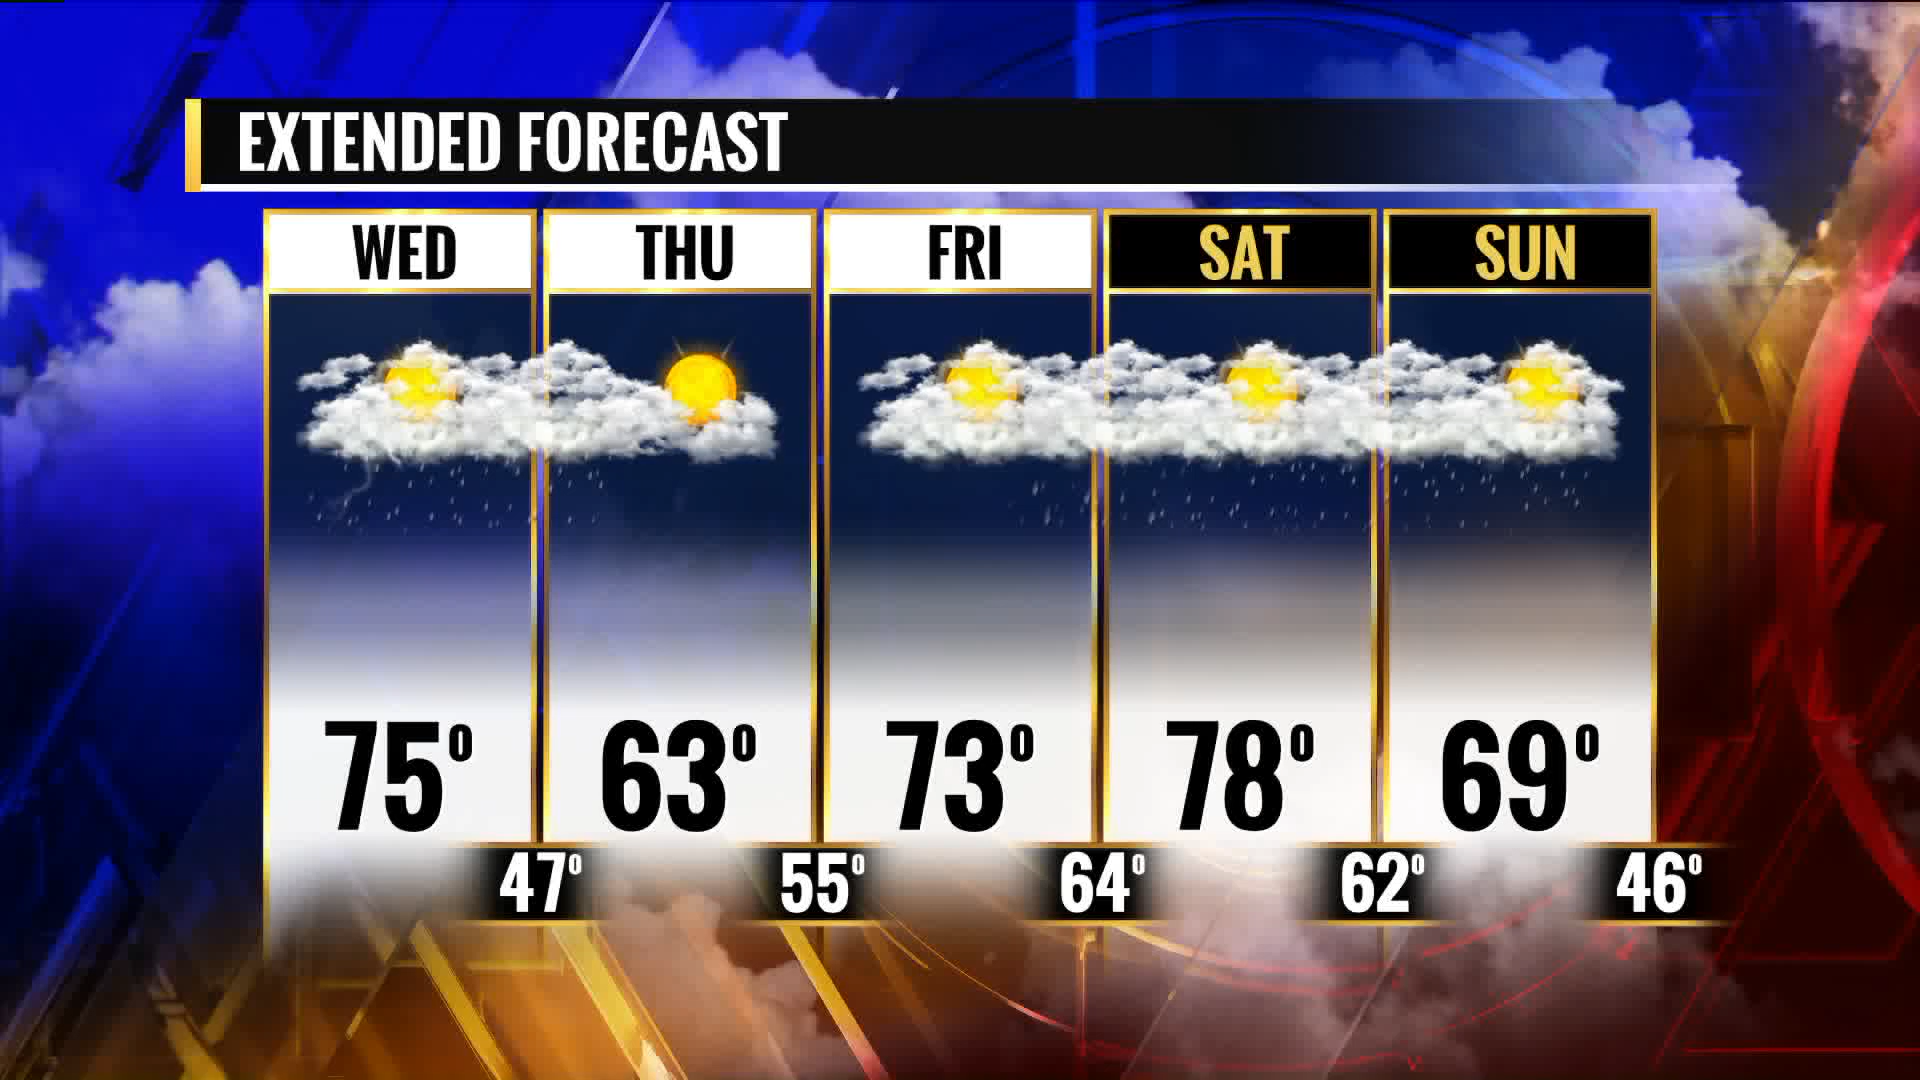 EXTENDED FORECAST
WED THU FRI SAT SUN
75° 63° 73° 78° 69°
47° 55° 64° 62° 46°